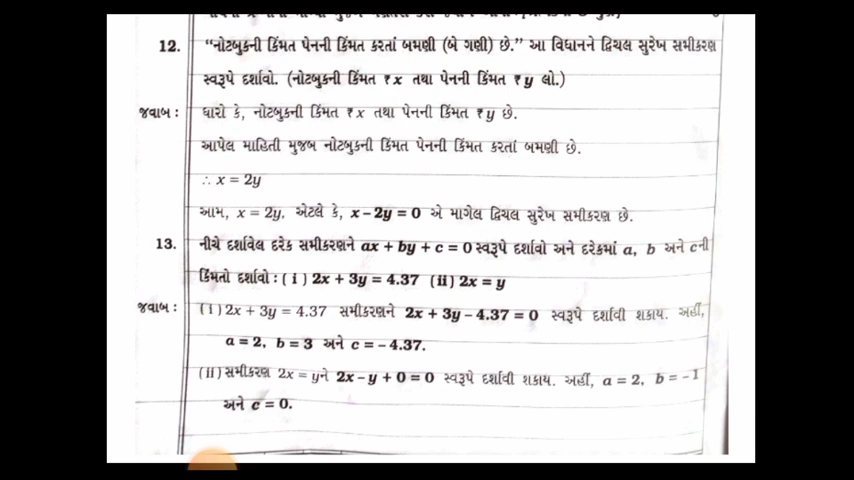 12. “નોટબુકની કિંમત પેનની કિંમત કરતાં બમણી (બે ગણી) છે.” આ વિધાનને દ્વિચલ સુરેખ સમીકરણ
સ્વરૂપે દર્શાવો. (નોટબુકની કિંમત ₹ x તથા પેનની કિંમત ₹ y લો.)
જવાબ : ધારો કે, નોટબુકની કિંમત ₹ x તથા પેનની કિંમત ₹ y છે.
આપેલ માહિતી મુજબ નોટબુકની કિંમત પેનની કિંમત કરતાં બમણી છે.
∴ x = 2y
આમ, x = 2y, એટલે કે, x – 2y = 0 એ માગેલ દ્વિચલ સુરેખ સમીકરણ છે.
13. નીચે દર્શાવેલ દરેક સમીકરણને ax + by + c = 0 સ્વરૂપે દર્શાવો અને દરેકમાં a, b અને cની
કિંમતો દર્શાવો : (i) 2x + 3y = 4.37 (ii) 2x = y
જવાબ : (i) 2x + 3y = 4.37 સમીકરણને 2x + 3y – 4.37 = 0 સ્વરૂપે દર્શાવી શકાય. અહીં,
a = 2, b = 3 અને c = – 4.37.
(ii) સમીકરણ 2x = yને 2x – y + 0 = 0 સ્વરૂપે દર્શાવી શકાય. અહીં, a = 2, b = –1
અને c = 0.